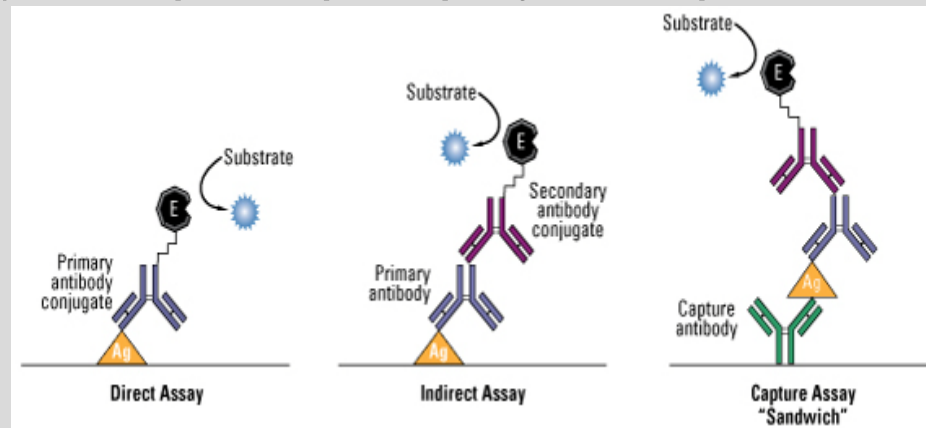 Substrate
E
Primary
antibody
conjugate
Ag
Direct Assay
Substrate
E
Secondary
antibody
conjugate
Primary
antibody
Ag
Indirect Assay
Substrate
E
Ag
Capture
antibody
Capture Assay
"Sandwich"